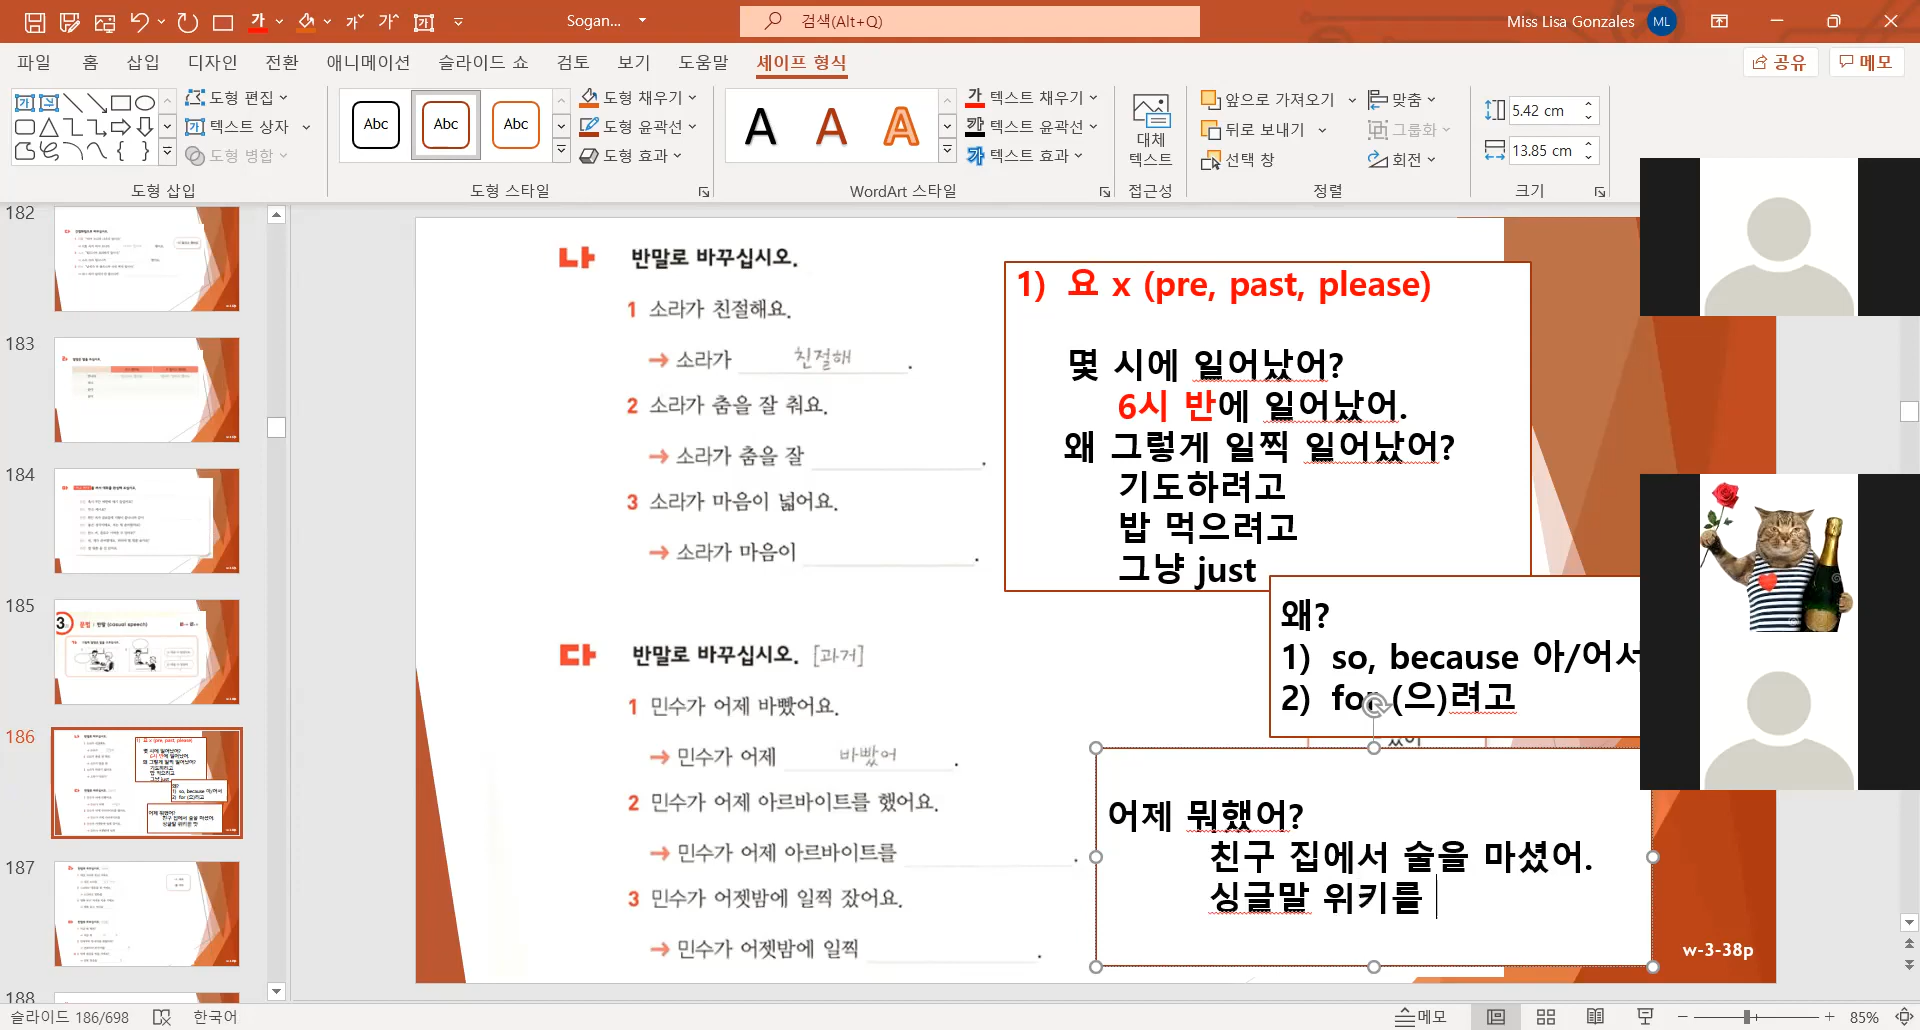 Sogan...
검색(Alt+Q)
Miss Lisa Gonzales
ML
파일 홈 삽입 디자인 전환 애니메이션 슬라이드 쇼 검토 보기 도움말 셰이프 형식
공유 메모
도형 편집
텍스트 상자
도형 병합
도형 삽입
Abc Abc Abc
도형 채우기
도형 윤곽선
도형 효과
도형 스타일
A A A
텍스트 채우기
텍스트 윤곽선
텍스트 효과
WordArt 스타일
대체
텍스트
접근성
앞으로 가져오기
뒤로 보내기
선택 창
맞춤
그룹화
회전
정렬
5.42 cm
13.85 cm
크기
182
183
184
185
186
187
188
나 반말로 바꾸십시오.
1 소라가 친절해요.
→ 소라가 친절해 .
2 소라가 춤을 잘 춰요.
→ 소라가 춤을 잘 .
3 소라가 마음이 넓어요.
→ 소라가 마음이 .
다 반말로 바꾸십시오. [과거]
1 민수가 어제 바빴어요.
→ 민수가 어제 바빴어 .
2 민수가 어제 아르바이트를 했어요.
→ 민수가 어제 아르바이트를 .
3 민수가 어젯밤에 일찍 잤어요.
→ 민수가 어젯밤에 일찍 .
1) 요 x (pre, past, please)
몇 시에 일어났어?
6시 반에 일어났어.
왜 그렇게 일찍 일어났어?
기도하려고
밥 먹으려고
그냥 just
왜?
1) so, because 아/어서
2) for (으)려고
어제 뭐했어?
친구 집에서 술을 마셨어.
싱글말 위키를
w-3-38p
슬라이드 186/698
한국어
메모
85%